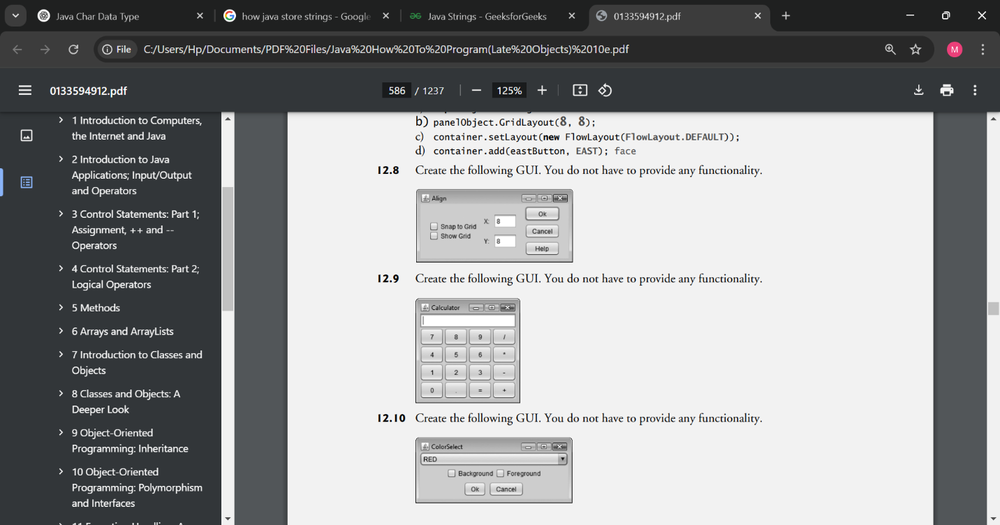 Java Char Data Type
how java store strings - Google
Java Strings - GeeksforGeeks
0133594912.pdf
File
C:/Users/Hp/Documents/PDF%20Files/Java%20How%20To%20Program(Late%20Objects)%2010e.pdf
M
0133594912.pdf
586 / 1237
125%
1 Introduction to Computers,
the Internet and Java
2 Introduction to Java
Applications; Input/Output
and Operators
3 Control Statements: Part 1;
Assignment, ++ and --
Operators
4 Control Statements: Part 2;
Logical Operators
5 Methods
6 Arrays and ArrayLists
7 Introduction to Classes and
Objects
8 Classes and Objects: A
Deeper Look
9 Object-Oriented
Programming: Inheritance
10 Object-Oriented
Programming: Polymorphism
and Interfaces
b) panelObject.GridLayout(8, 8);
c) container.setLayout(new FlowLayout(FlowLayout.DEFAULT));
d) container.add(eastButton, EAST); face
12.8 Create the following GUI. You do not have to provide any functionality.
Align
Snap to Grid
Show Grid
X: 8
Y: 8
Ok
Cancel
Help
12.9 Create the following GUI. You do not have to provide any functionality.
Calculator
7 8 9 /
4 5 6 *
1 2 3 -
0 . = +
12.10 Create the following GUI. You do not have to provide any functionality.
ColorSelect
RED
Background Foreground
Ok Cancel